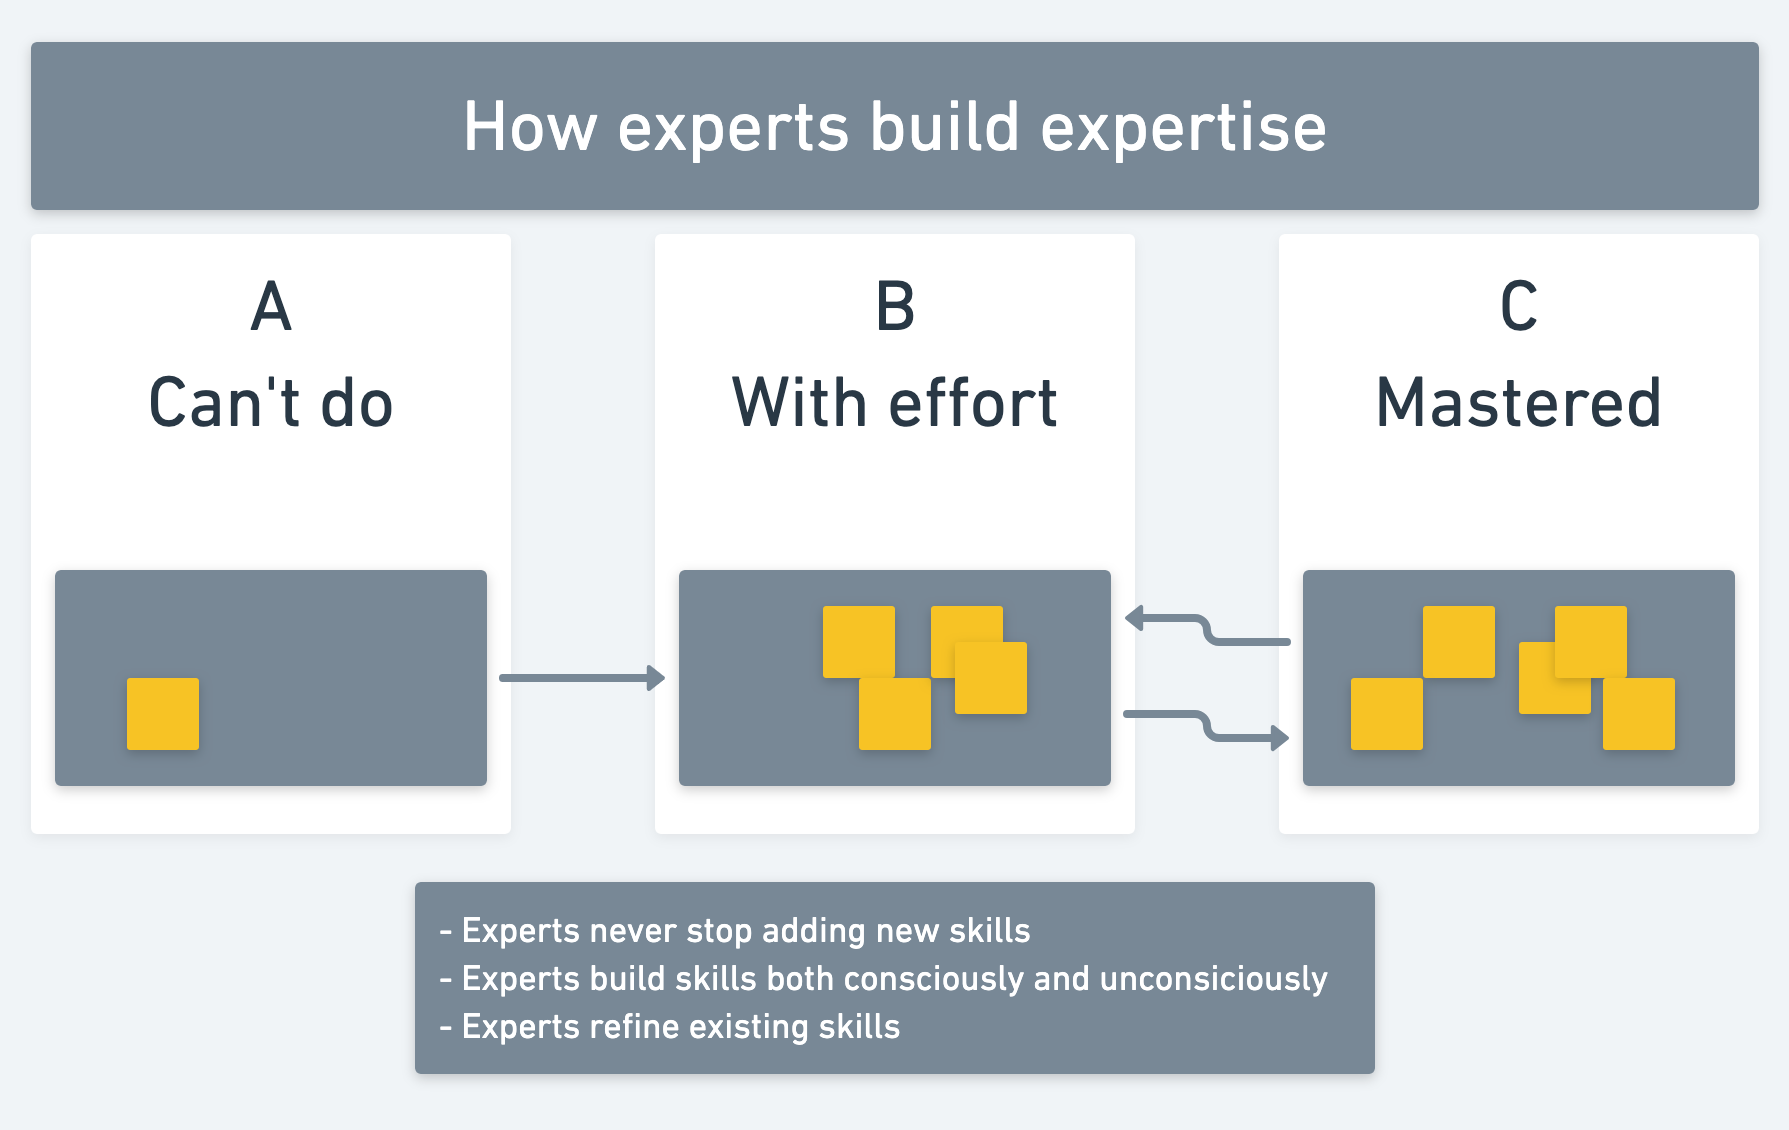 How experts build expertise
A
Can't do
B
With effort
C
Mastered
- Experts never stop adding new skills
- Experts build skills both consciously and unconsiciously
- Experts refine existing skills